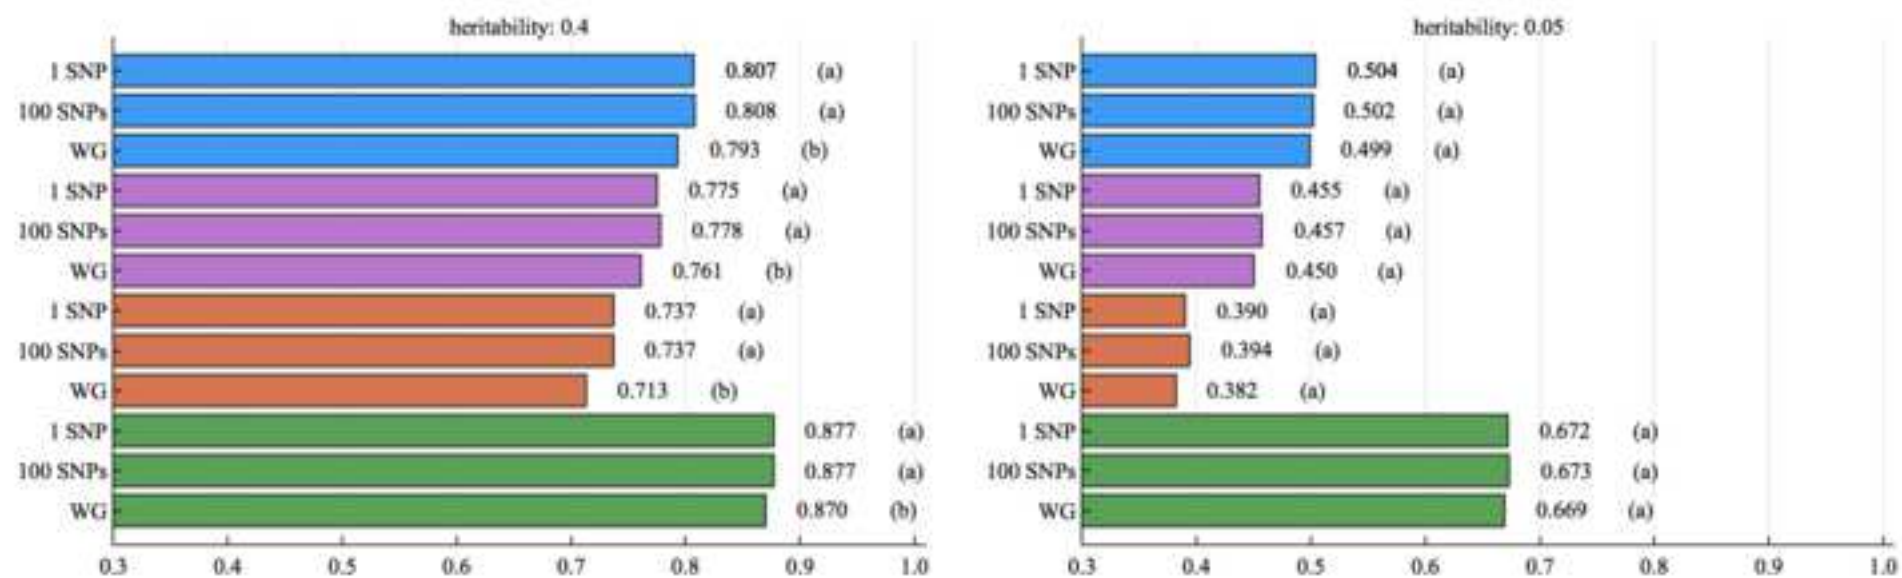 heritability: 0.4
1 SNP 0.807 (a)
100 SNPs 0.808 (a)
WG 0.793 (b)
1 SNP 0.775 (a)
100 SNPs 0.778 (a)
WG 0.761 (b)
1 SNP 0.737 (a)
100 SNPs 0.737 (a)
WG 0.713 (b)
1 SNP 0.877 (a)
100 SNPs 0.877 (a)
WG 0.870 (b)
0.3 0.4 0.5 0.6 0.7 0.8 0.9 1.0
heritability: 0.05
1 SNP 0.504 (a)
100 SNPs 0.502 (a)
WG 0.499 (a)
1 SNP 0.455 (a)
100 SNPs 0.457 (a)
WG 0.450 (a)
1 SNP 0.390 (a)
100 SNPs 0.394 (a)
WG 0.382 (a)
1 SNP 0.672 (a)
100 SNPs 0.673 (a)
WG 0.669 (a)
0.3 0.4 0.5 0.6 0.7 0.8 0.9 1.0